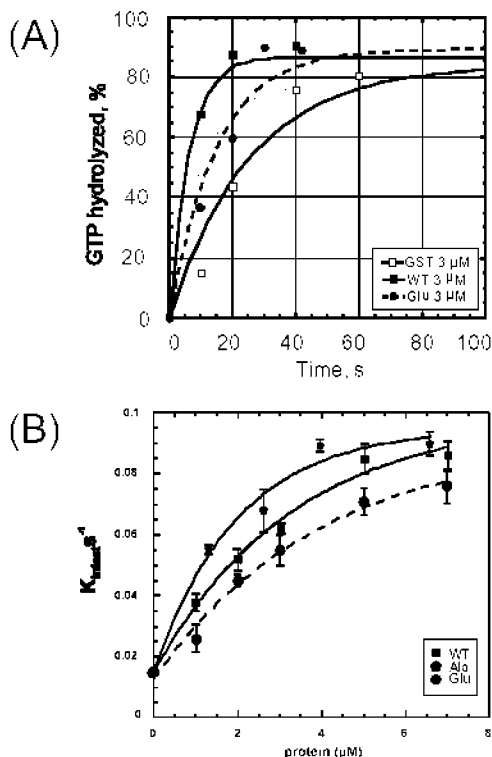 (A)
GTP hydrolyzed, %
100
80
60
40
20
0
0 20 40 60 80 100
Time, s
GST 3 µM
WT 3 µM
Glu 3 µM
(B)
0.1
0.08
0.06
0.04
0.02
0
0 2 4 6 8
protein (µM)
WT
Ala
Glu